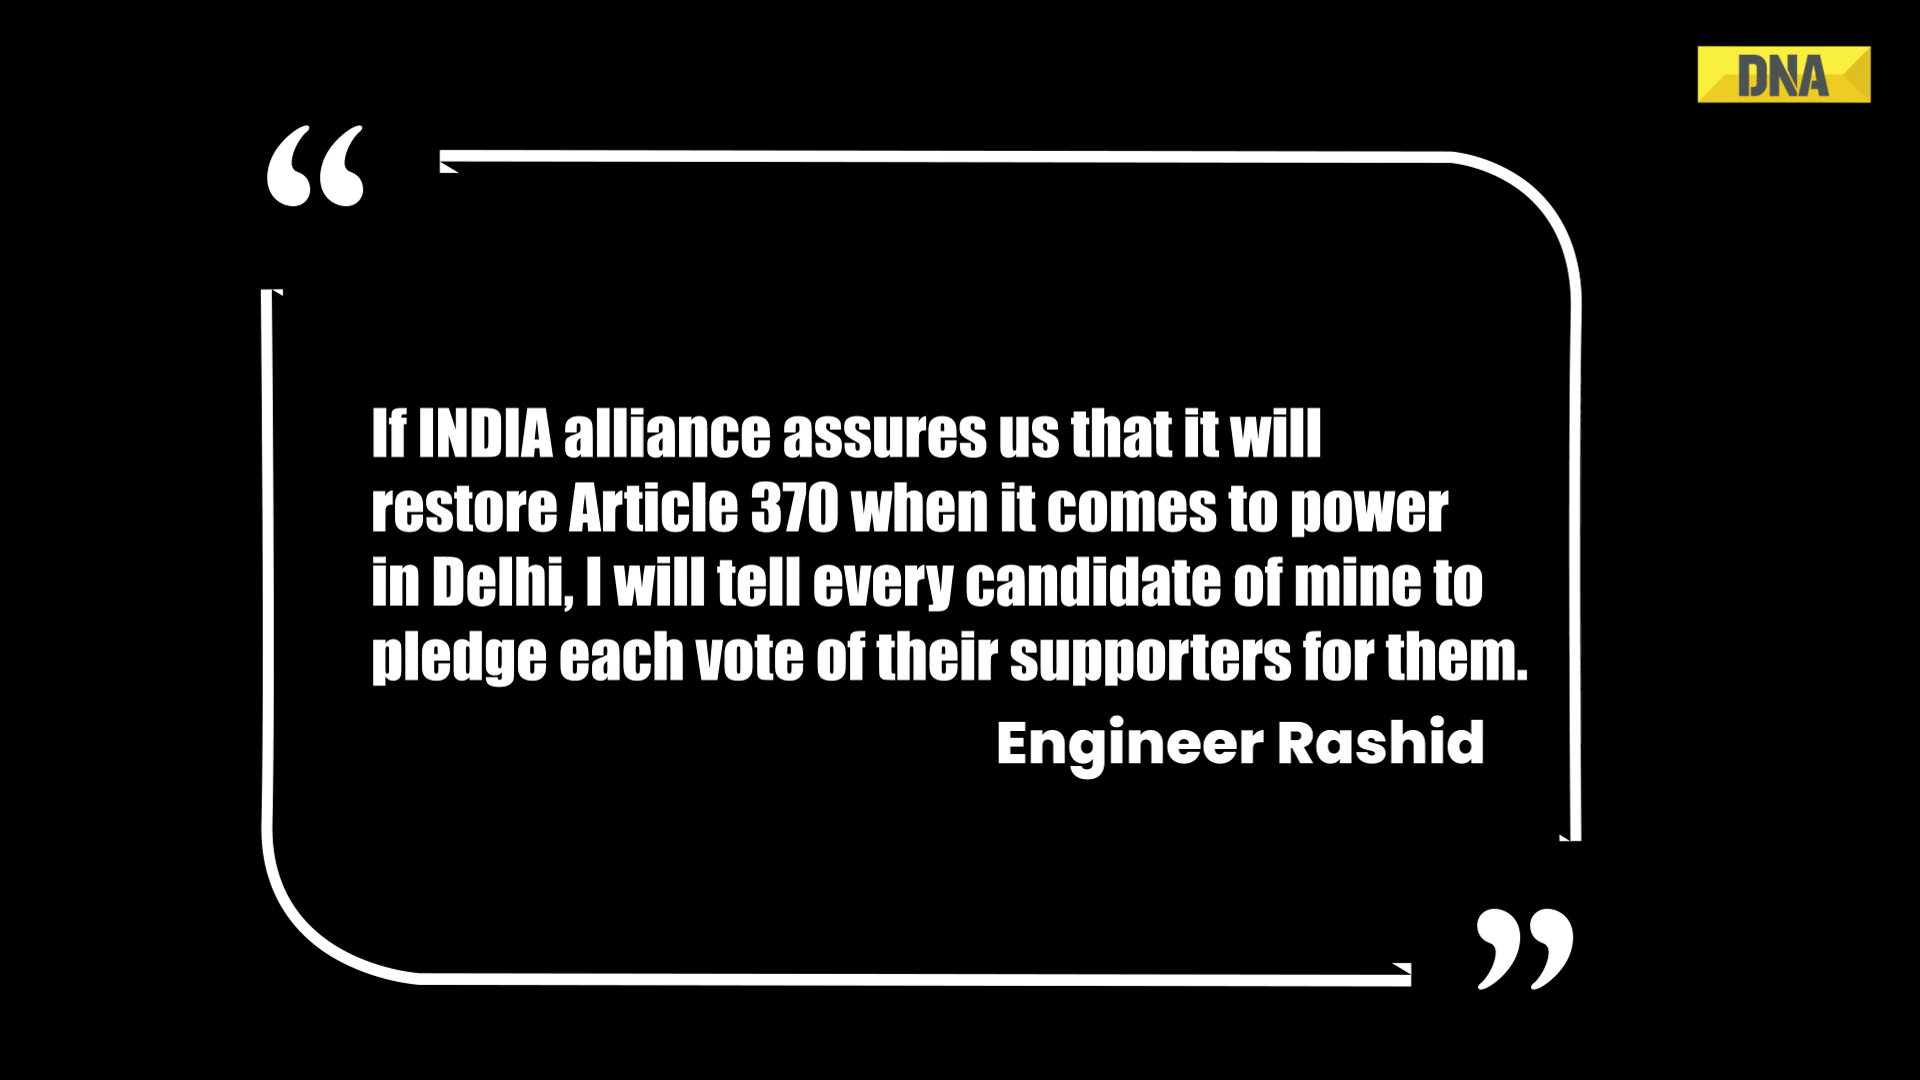 DNA
“
If INDIA alliance assures us that it will
restore Article 370 when it comes to power
in Delhi, I will tell every candidate of mine to
pledge each vote of their supporters for them.
Engineer Rashid
”